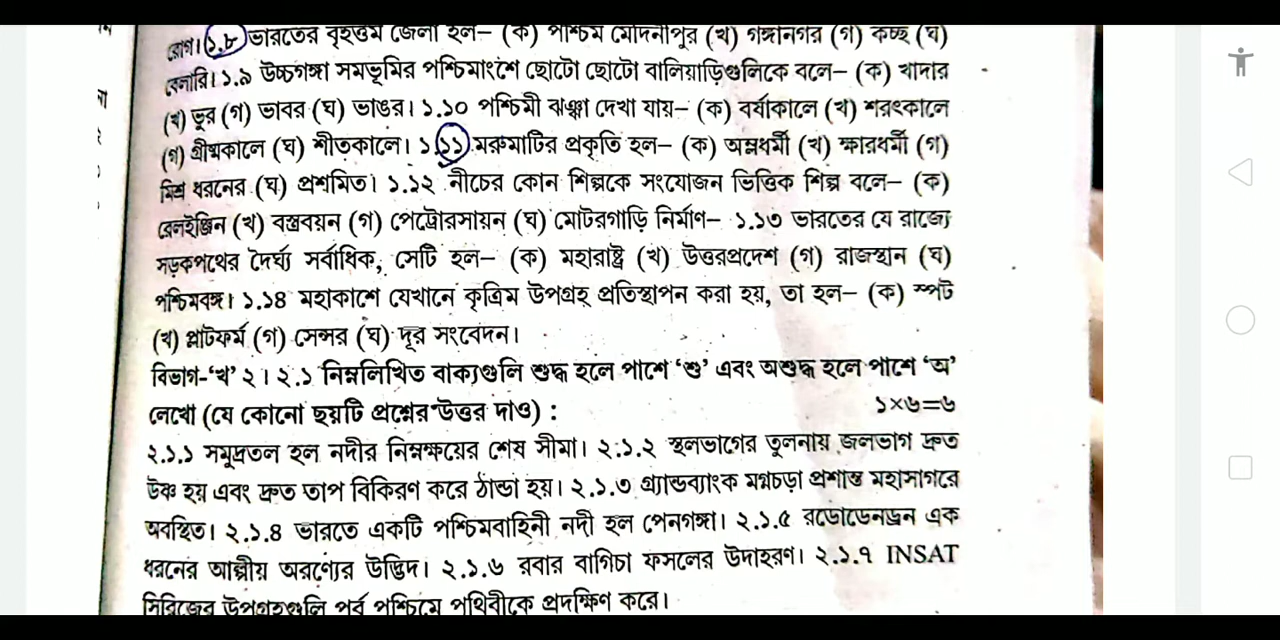 রোগ। ১.৮ ভারতের বৃহত্তম জেলা হল– (ক) পশ্চিম মেদিনীপুর (খ) গঙ্গানগর (গ) কচ্ছ (ঘ)
বেলারি। ১.৯ উচ্চগঙ্গা সমভূমির পশ্চিমাংশে ছোটো ছোটো বালিয়াড়িগুলিকে বলে– (ক) খাদার
(খ) ভুর (গ) ভাবর (ঘ) ভাঙর। ১.১০ পশ্চিমী ঝঞ্ঝা দেখা যায়– (ক) বর্ষাকালে (খ) শরৎকালে
(গ) গ্রীষ্মকালে (ঘ) শীতকালে। ১.১১ মরুমাটির প্রকৃতি হল– (ক) অম্লধর্মী (খ) ক্ষারধর্মী (গ)
মিশ্র ধরনের (ঘ) প্রশমিত। ১.১২ নীচের কোন শিল্পকে সংযোজন ভিত্তিক শিল্প বলে– (ক)
রেলইঞ্জিন (খ) বস্ত্রবয়ন (গ) পেট্রোরসায়ন (ঘ) মোটরগাড়ি নির্মাণ– ১.১৩ ভারতের যে রাজ্যে
সড়কপথের দৈর্ঘ্য সর্বাধিক, সেটি হল– (ক) মহারাষ্ট্র (খ) উত্তরপ্রদেশ (গ) রাজস্থান (ঘ)
পশ্চিমবঙ্গ। ১.১৪ মহাকাশে যেখানে কৃত্রিম উপগ্রহ প্রতিস্থাপন করা হয়, তা হল– (ক) স্পট
(খ) প্লাটফর্ম (গ) সেন্সর (ঘ) দূর সংবেদন।
বিভাগ-‘খ’ ২। ২.১ নিম্নলিখিত বাক্যগুলি শুদ্ধ হলে পাশে ‘শু’ এবং অশুদ্ধ হলে পাশে ‘অ’
লেখো (যে কোনো ছয়টি প্রশ্নের উত্তর দাও) : ১×৬=৬
২.১.১ সমুদ্রতল হল নদীর নিম্নক্ষয়ের শেষ সীমা। ২.১.২ স্থলভাগের তুলনায় জলভাগ দ্রুত
উষ্ণ হয় এবং দ্রুত তাপ বিকিরণ করে ঠান্ডা হয়। ২.১.৩ গ্র্যান্ডব্যাংক মগ্নচড়া প্রশান্ত মহাসাগরে
অবস্থিত। ২.১.৪ ভারতে একটি পশ্চিমবাহিনী নদী হল পেনগঙ্গা। ২.১.৫ রডোডেনড্রন এক
ধরনের আল্পীয় অরণ্যের উদ্ভিদ। ২.১.৬ রবার বাগিচা ফসলের উদাহরণ। ২.১.৭ INSAT
সিরিজের উপগ্রহগুলি পূর্ব পশ্চিমে পৃথিবীকে প্রদক্ষিণ করে।